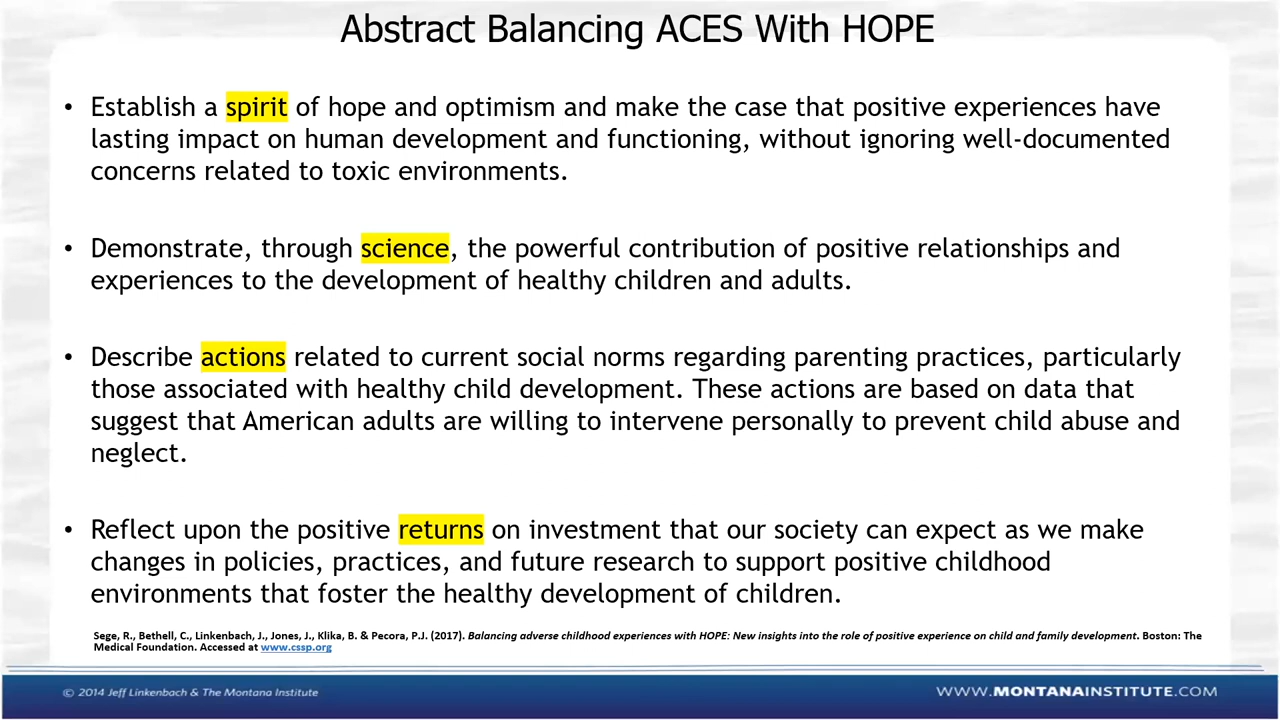 Abstract Balancing ACES With HOPE
• Establish a spirit of hope and optimism and make the case that positive experiences have
lasting impact on human development and functioning, without ignoring well-documented
concerns related to toxic environments.
• Demonstrate, through science, the powerful contribution of positive relationships and
experiences to the development of healthy children and adults.
• Describe actions related to current social norms regarding parenting practices, particularly
those associated with healthy child development. These actions are based on data that
suggest that American adults are willing to intervene personally to prevent child abuse and
neglect.
• Reflect upon the positive returns on investment that our society can expect as we make
changes in policies, practices, and future research to support positive childhood
environments that foster the healthy development of children.
Sege, R., Bethell, C., Linkenbach, J., Jones, J., Klika, B. & Pecora, P.J. (2017). Balancing adverse childhood experiences with HOPE: New insights into the role of positive experience on child and family development. Boston: The
Medical Foundation. Accessed at www.cssp.org
© 2014 Jeff Linkenbach & The Montana Institute
WWW.MONTANAINSTITUTE.COM